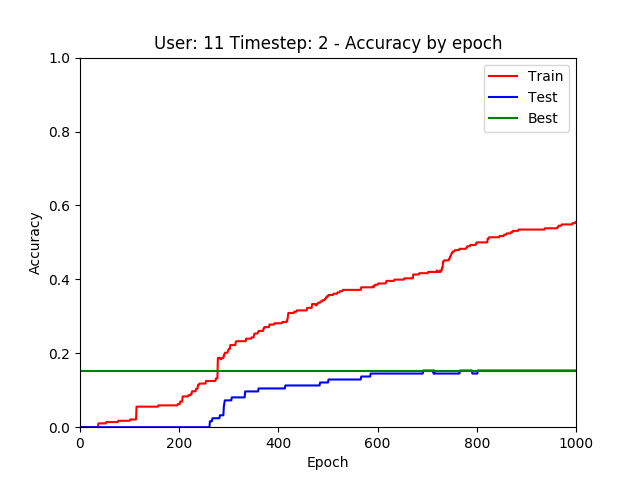 User: 11 Timestep: 2 - Accuracy by epoch
1.0
0.8
0.6
0.4
0.2
0.0
Accuracy
Train
Test
Best
0 200 400 600 800 1000
Epoch